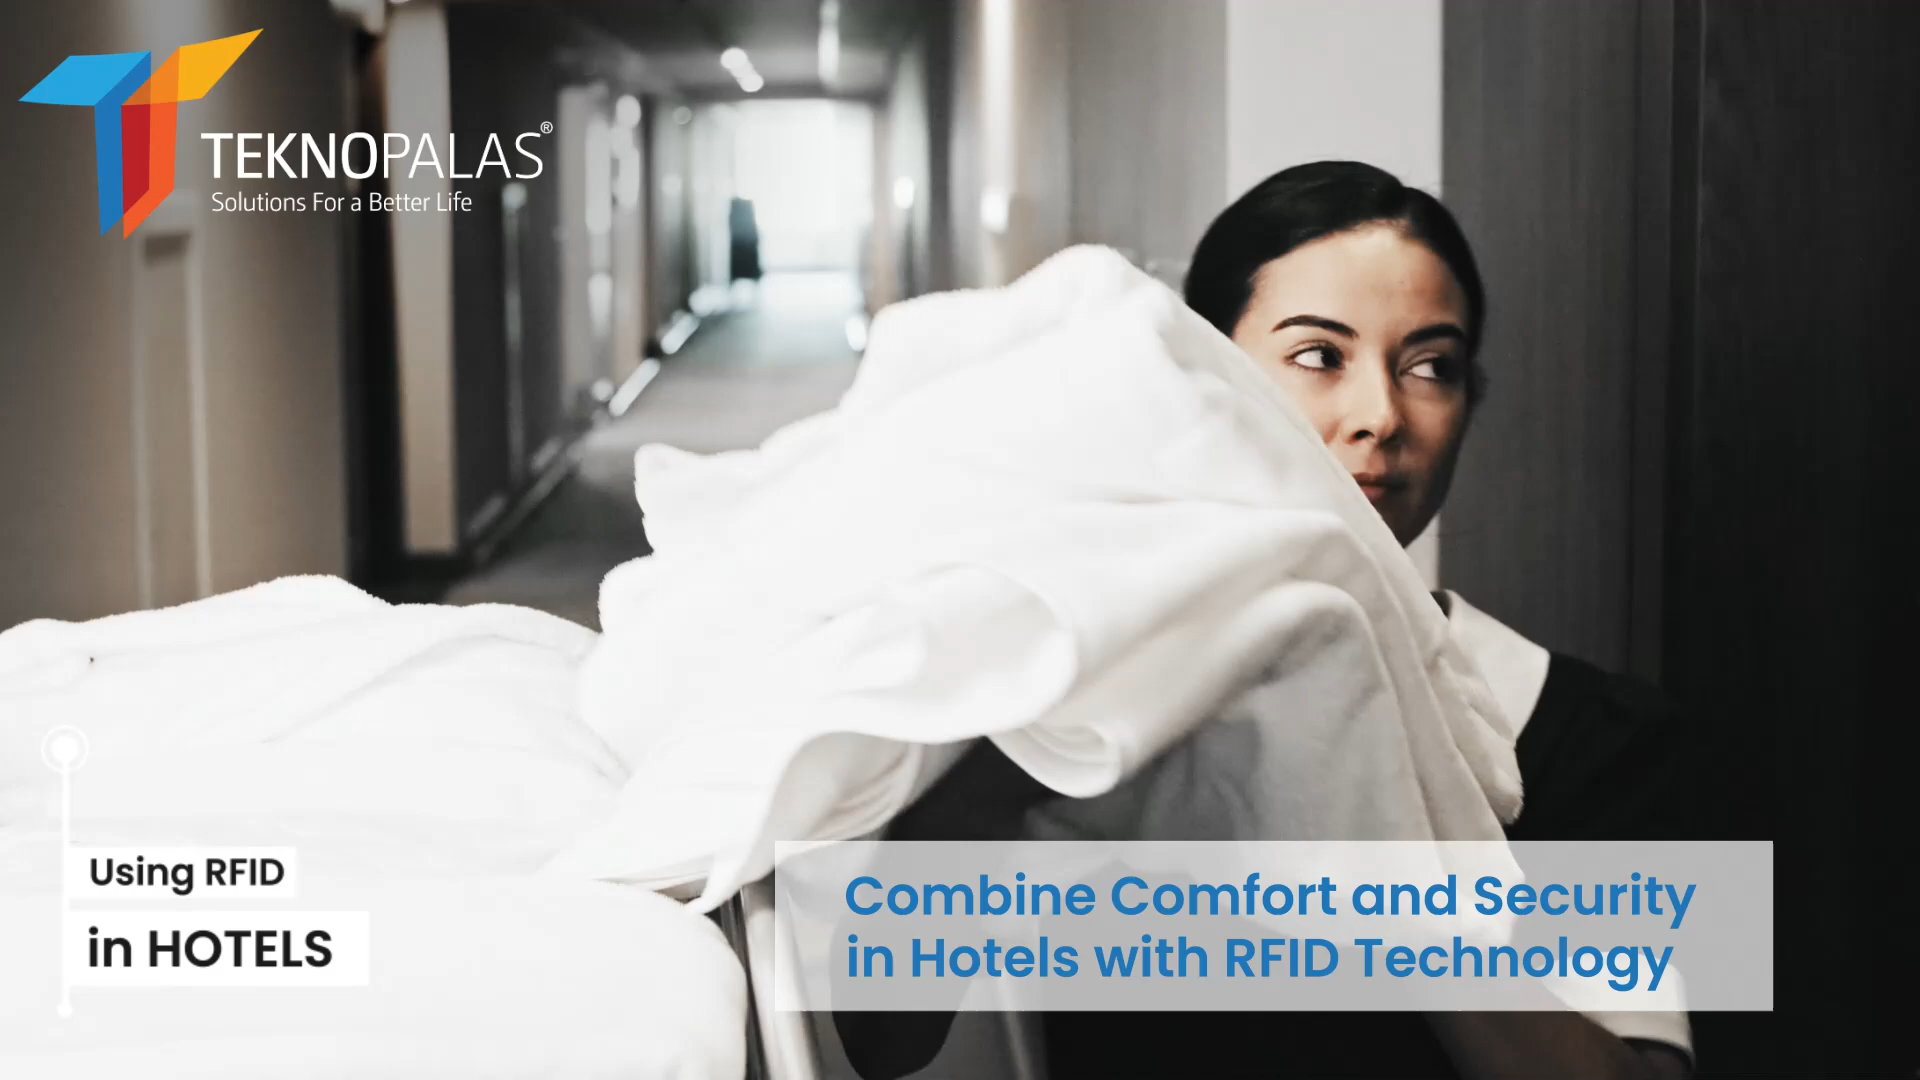 TEKNOPALAS®
Solutions For a Better Life
Using RFID
in HOTELS
Combine Comfort and Security
in Hotels with RFID Technology